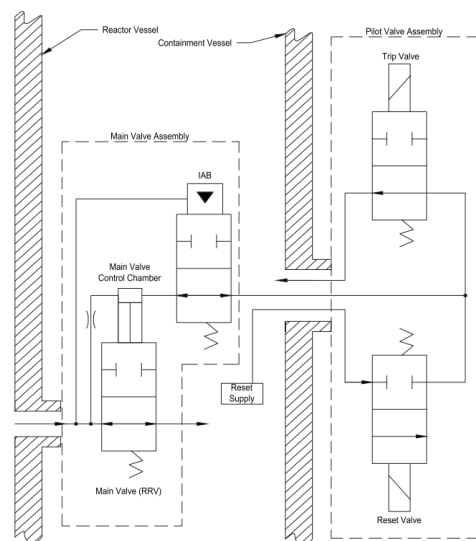 Reactor Vessel
Containment Vessel
Pilot Valve Assembly
Trip Valve
Main Valve Assembly
IAB
Main Valve
Control Chamber
Reset
Supply
Main Valve (RRV)
Reset Valve